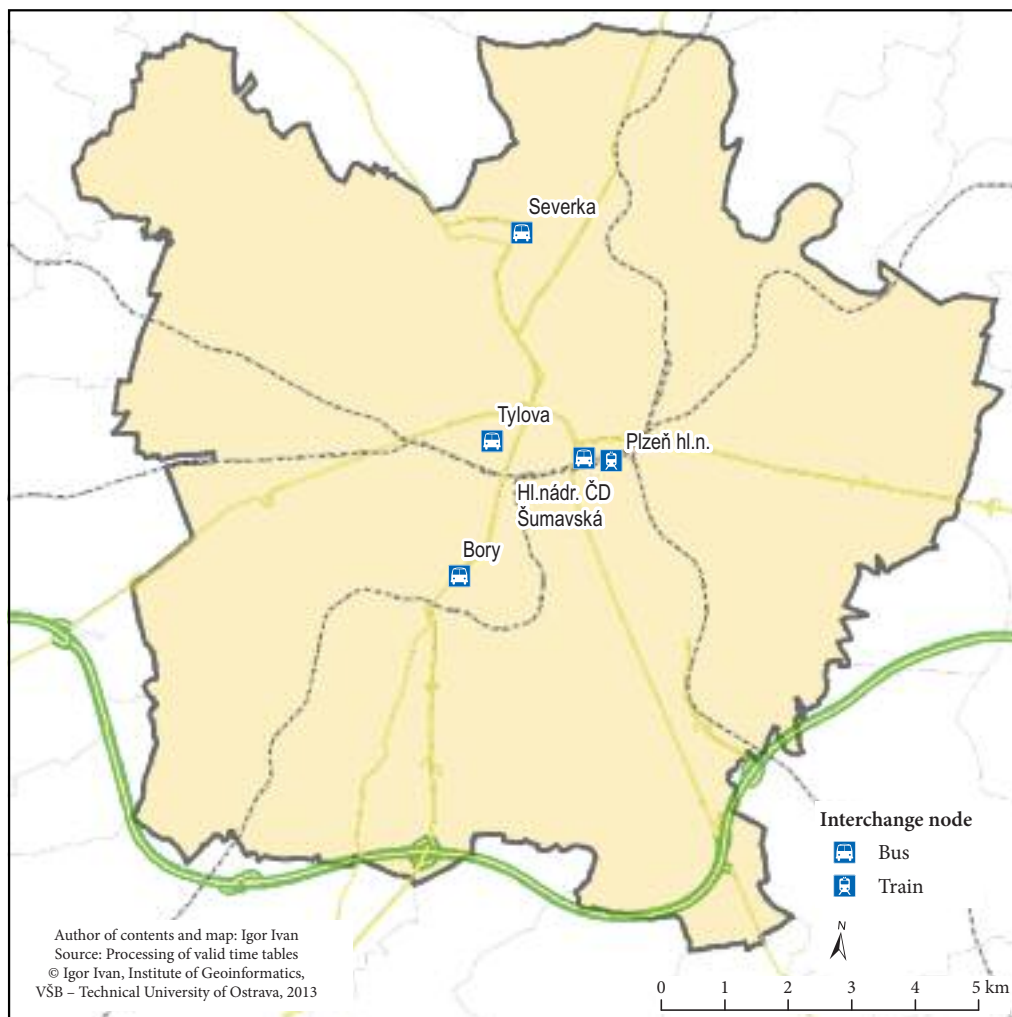 Severka
Tylova
Plzeň hl.n.
Hl.nádr. ČD
Šumavská
Bory
Interchange node
Bus
Train
Author of contents and map: Igor Ivan
Source: Processing of valid time tables
© Igor Ivan, Institute of Geoinformatics,
VŠB – Technical University of Ostrava, 2013
N
0 1 2 3 4 5 km